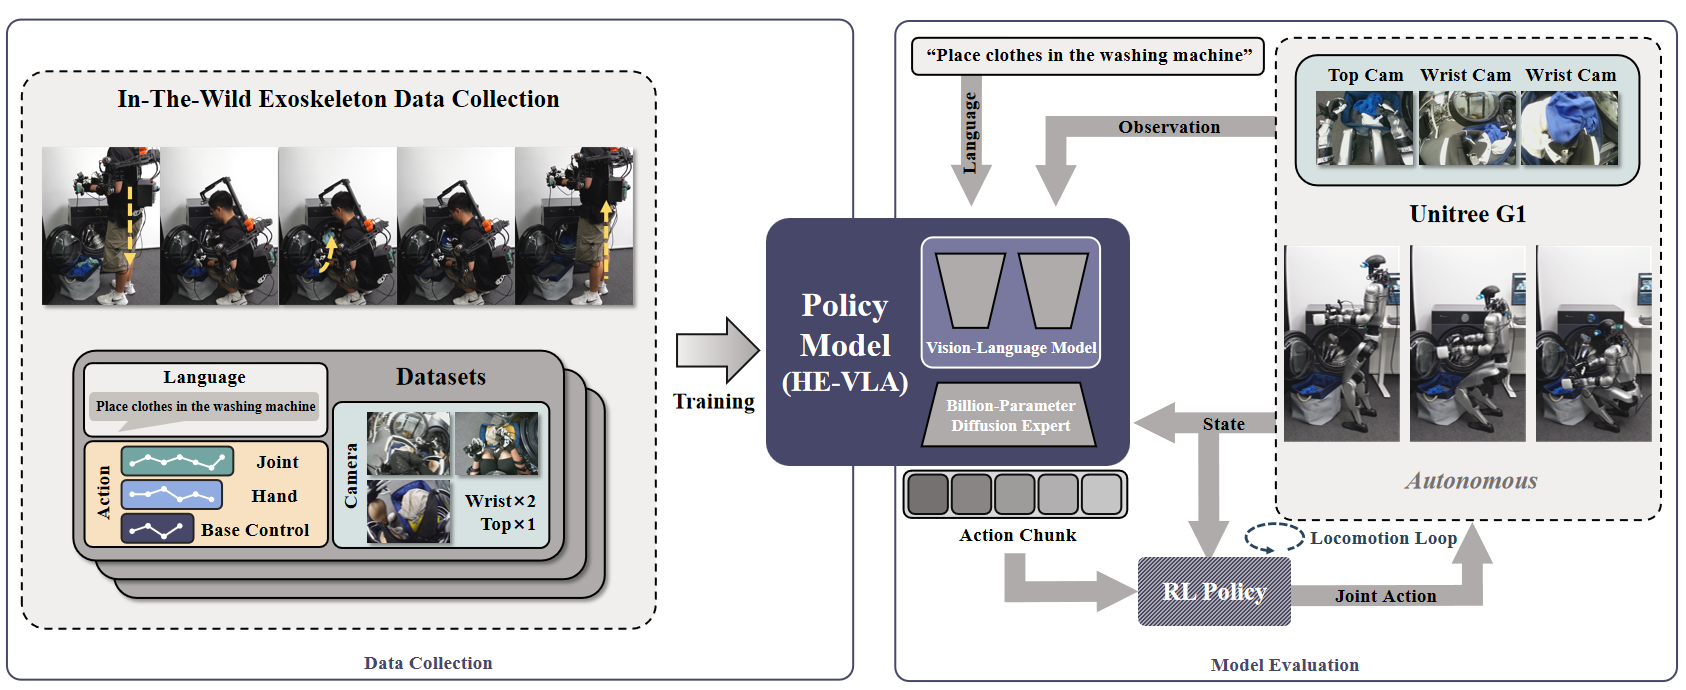 In-The-Wild Exoskeleton Data Collection
Language
Place clothes in the washing machine
Datasets
Action
Joint
Hand
Base Control
Camera
Wrist×2
Top×1
Data Collection
Training
Policy
Model
(HE-VLA)
Vision-Language Model
Billion-Parameter
Diffusion Expert
Action Chunk
“Place clothes in the washing machine”
Language
Observation
Top Cam
Wrist Cam
Wrist Cam
Unitree G1
Autonomous
State
Locomotion Loop
RL Policy
Joint Action
Model Evaluation